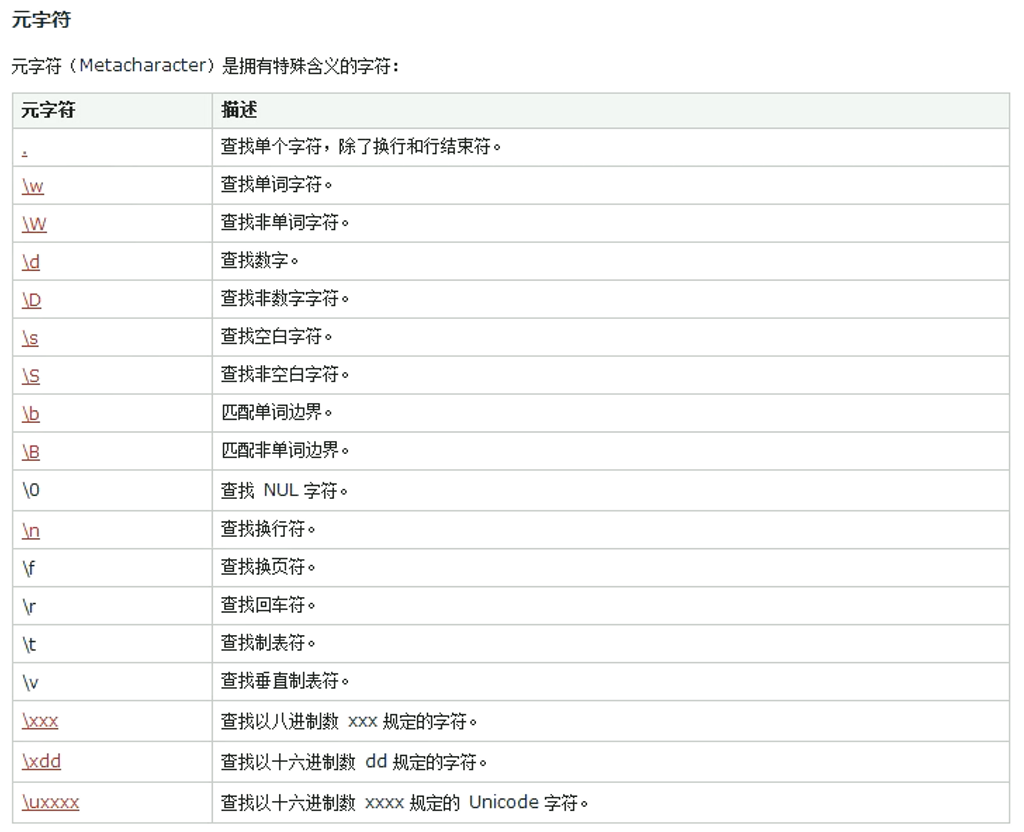 元字符
元字符（Metacharacter）是拥有特殊含义的字符：
元字符 描述
. 查找单个字符，除了换行和行结束符。
\w 查找单词字符。
\W 查找非单词字符。
\d 查找数字。
\D 查找非数字字符。
\s 查找空白字符。
\S 查找非空白字符。
\b 匹配单词边界。
\B 匹配非单词边界。
\0 查找 NUL 字符。
\n 查找换行符。
\f 查找换页符。
\r 查找回车符。
\t 查找制表符。
\v 查找垂直制表符。
\xxx 查找以八进制数 xxx 规定的字符。
\xdd 查找以十六进制数 dd 规定的字符。
\uxxxx 查找以十六进制数 xxxx 规定的 Unicode 字符。